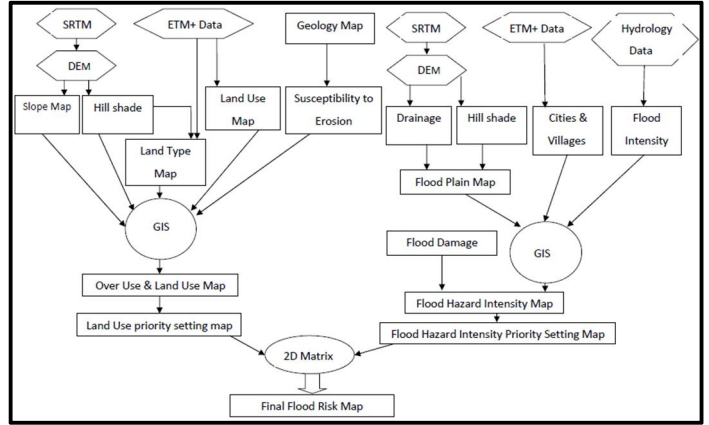 SRTM
ETM+ Data
Geology Map
SRTM
ETM+ Data
Hydrology
Data
DEM
DEM
Slope Map
Hill shade
Land Use
Map
Susceptibility to
Erosion
Drainage
Hill shade
Cities &
Villages
Flood
Intensity
Land Type
Map
Flood Plain Map
GIS
Flood Damage
GIS
Over Use & Land Use Map
Flood Hazard Intensity Map
Land Use priority setting map
Flood Hazard Intensity Priority Setting Map
2D Matrix
Final Flood Risk Map